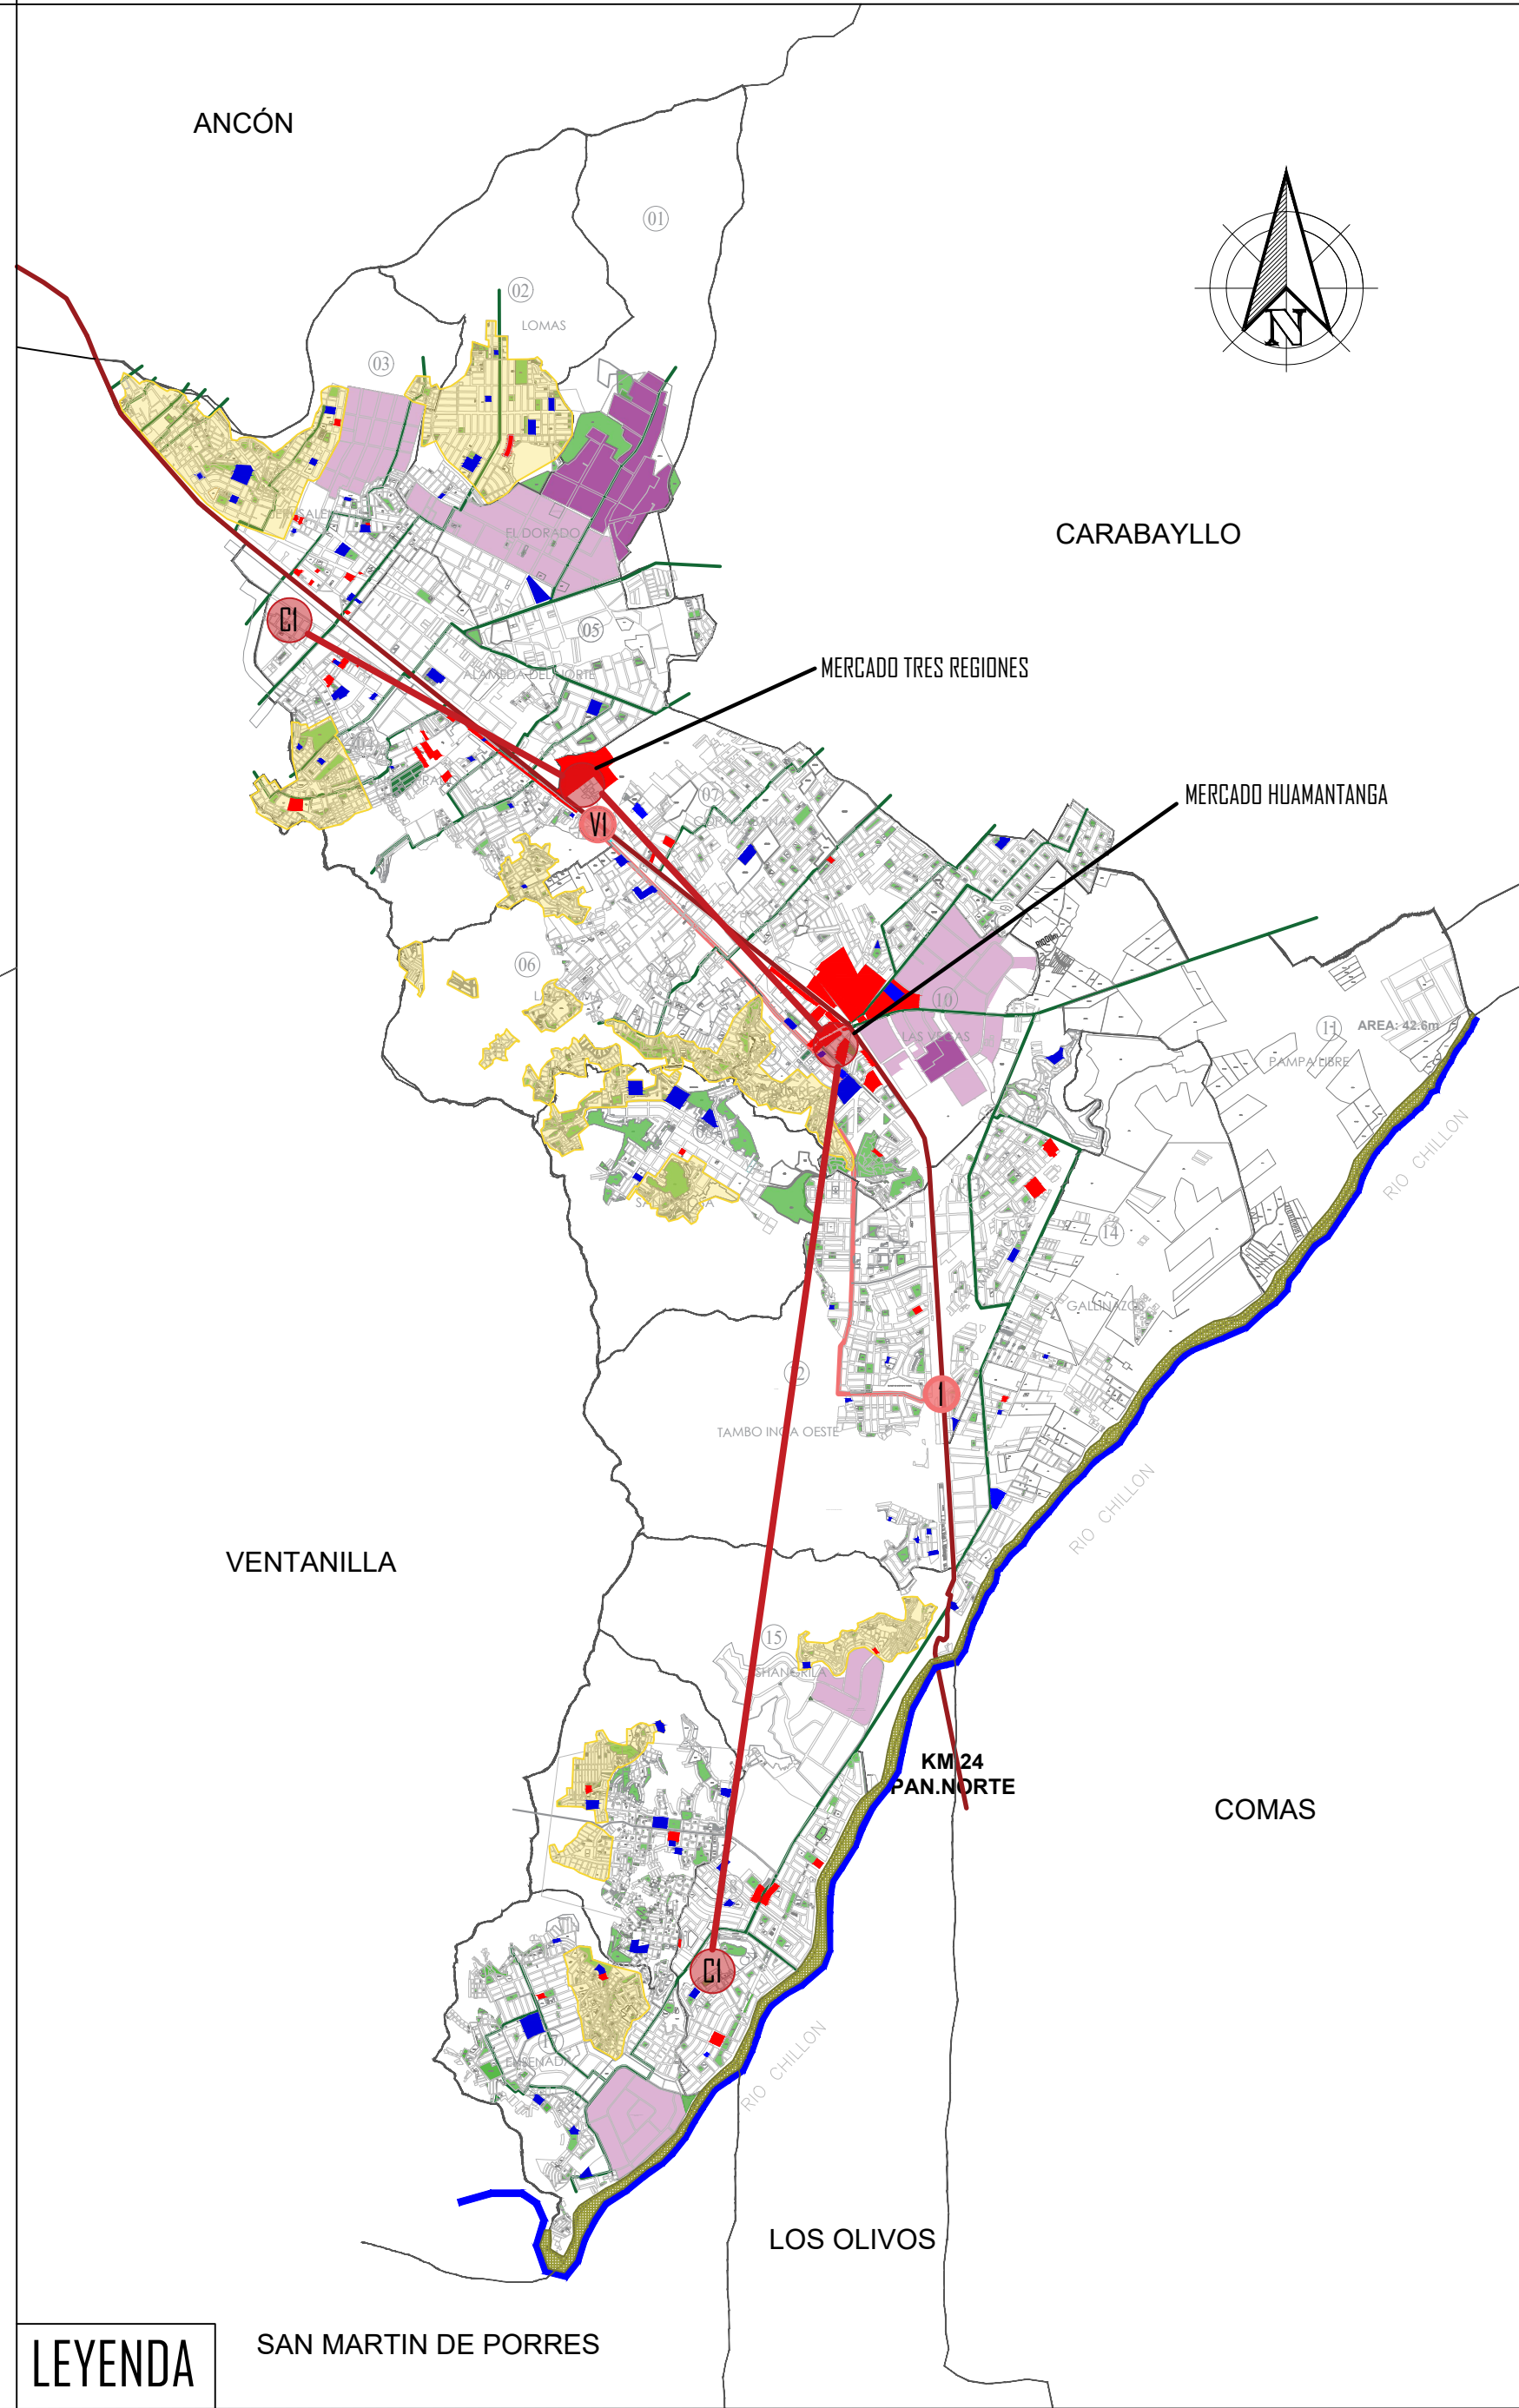 ANCÓN
01
02
LOMAS
03
CARABAYLLO
EL DORADO
C1
05
MERCADO TRES REGIONES
ALAMEDA DEL NORTE
MERCADO HUAMANTANGA
07
V1
COPACABANA
06
10
11
AREA: 42.6m
LAS VEGAS
PAMPA LIBRE
08
RIO CHILLON
14
GALLINAZOS
1
TAMBO INCA OESTE
RIO CHILLON
VENTANILLA
15
SHANGRILA
KM 24
PAN.NORTE
COMAS
C1
17
ENSENADA
RIO CHILLON
LOS OLIVOS
SAN MARTIN DE PORRES
LEYENDA